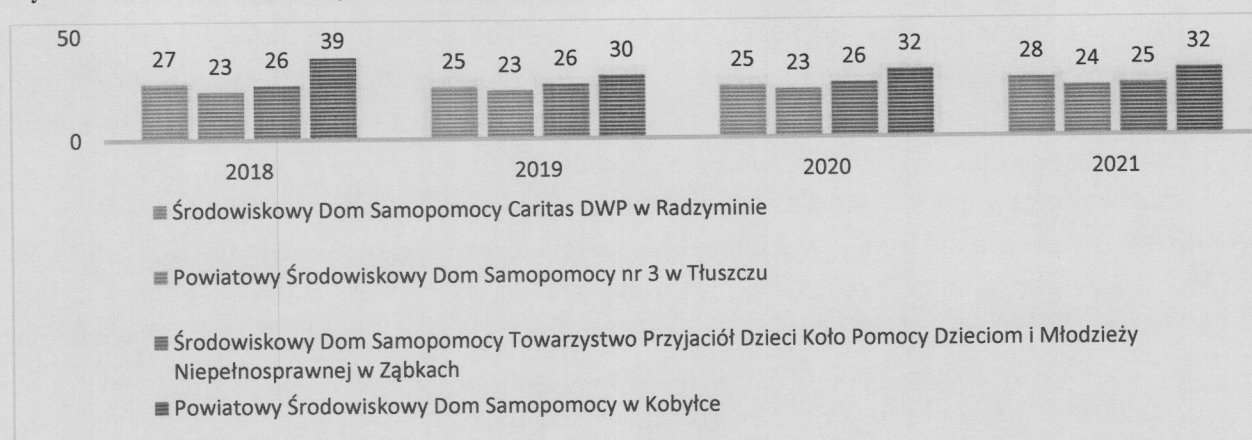 50
27 23 26 39 25 23 26 30 25 23 26 32 28 24 25 32
0
2018 2019 2020 2021
Środowiskowy Dom Samopomocy Caritas DWP w Radzyminie
Powiatowy Środowiskowy Dom Samopomocy nr 3 w Tłuszczu
Środowiskowy Dom Samopomocy Towarzystwo Przyjaciół Dzieci Koło Pomocy Dzieciom i Młodzieży
Niepełnosprawnej w Ząbkach
Powiatowy Środowiskowy Dom Samopomocy w Kobyłce